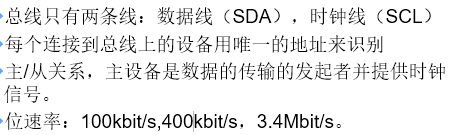 总线只有两条线：数据线（SDA），时钟线（SCL）
每个连接到总线上的设备用唯一的地址来识别
主/从关系，主设备是数据的传输的发起者并提供时钟
信号。
位速率：100kbit/s,400kbit/s，3.4Mbit/s。